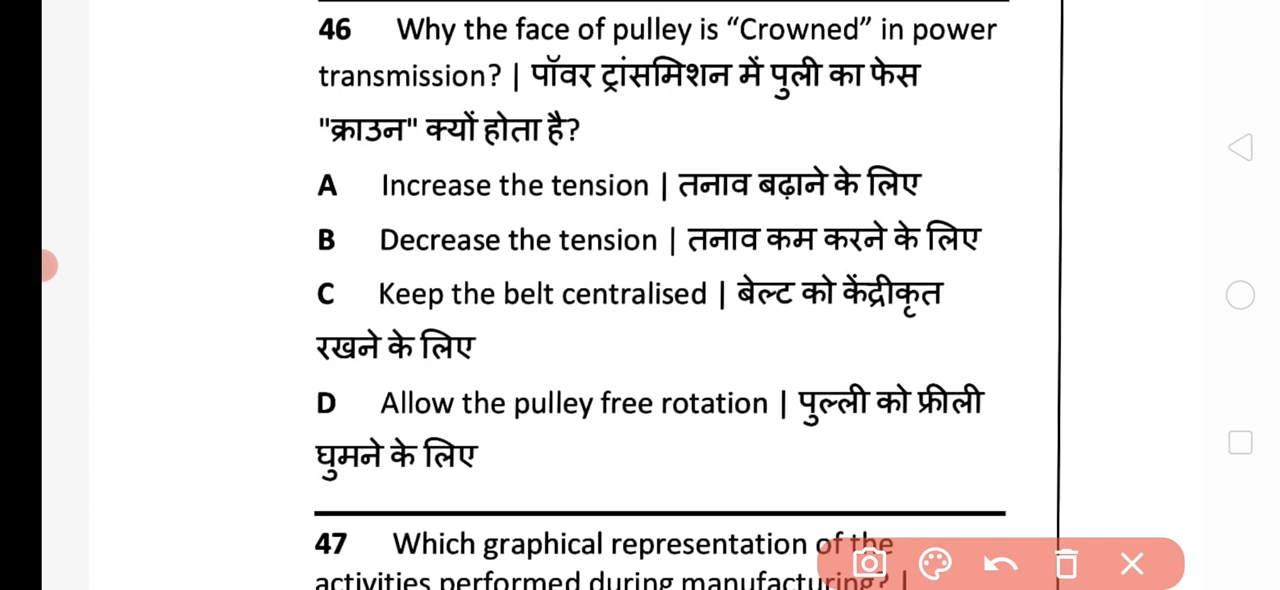 46 Why the face of pulley is “Crowned” in power
transmission? | पॉवर ट्रांसमिशन में पुली का फेस
"क्राउन" क्यों होता है?
A Increase the tension | तनाव बढ़ाने के लिए
B Decrease the tension | तनाव कम करने के लिए
C Keep the belt centralised | बेल्ट को केंद्रीकृत
रखने के लिए
D Allow the pulley free rotation | पुल्ली को फ्रीली
घुमने के लिए
47 Which graphical representation of the
activities performed during manufacturing? |